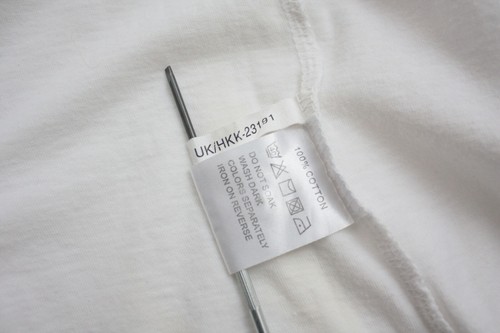 UK/HKK-23191
100% COTTON
DO NOT SOAK
WASH DARK
COLORS SEPARATELY
IRON ON REVERSE